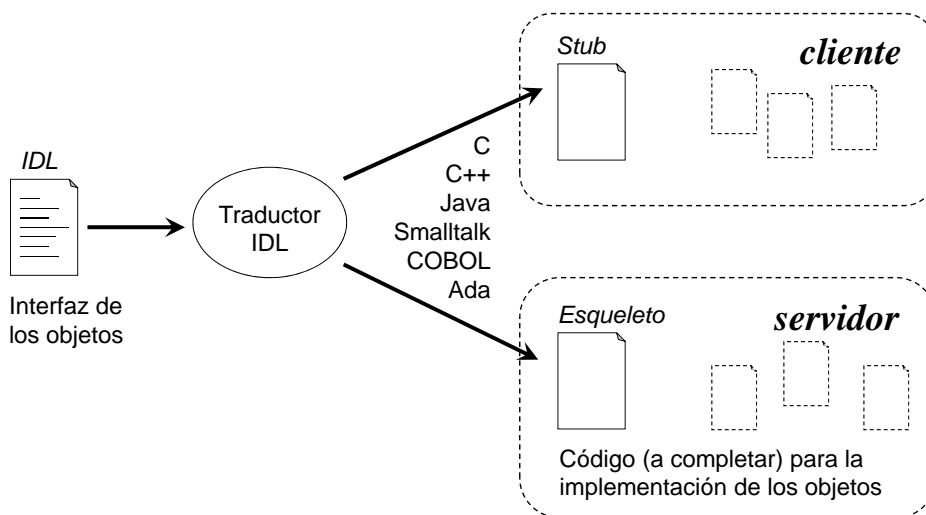 IDL
Interfaz de
los objetos
Traductor
IDL
C
C++
Java
Smalltalk
COBOL
Ada
Stub
cliente
Esqueleto
servidor
Código (a completar) para la
implementación de los objetos